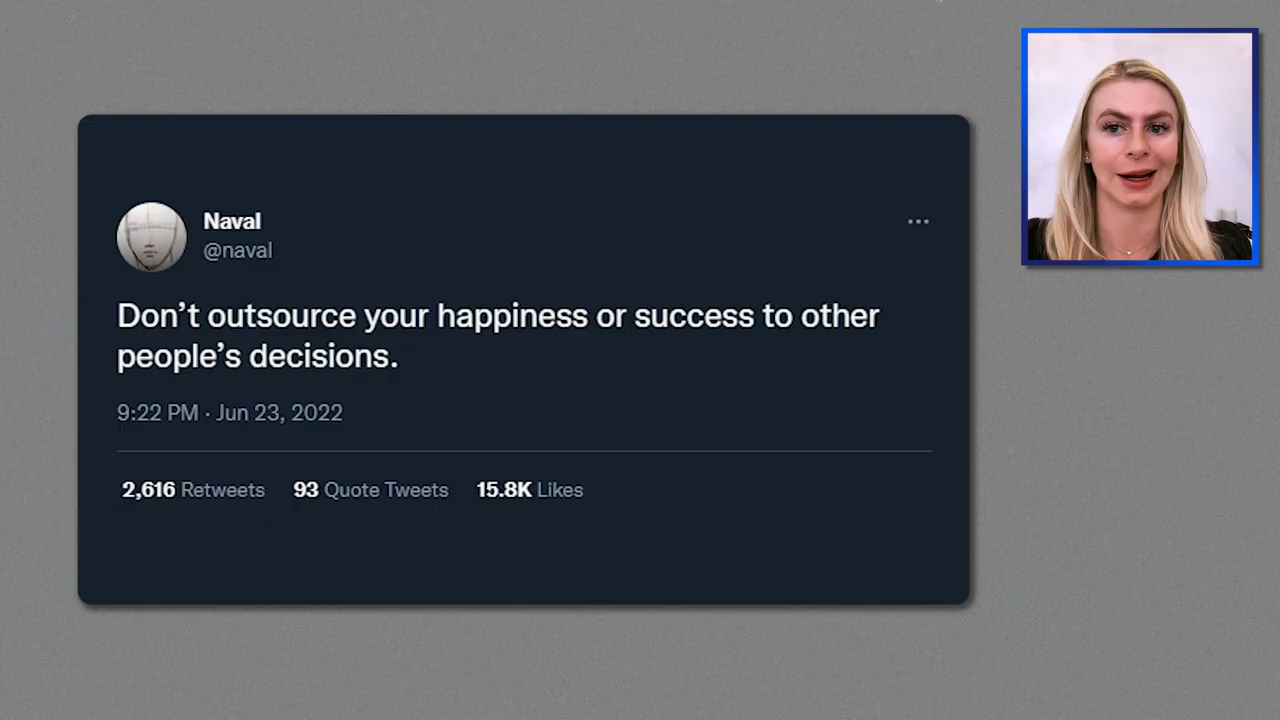 Naval
@naval
Don’t outsource your happiness or success to other
people’s decisions.
9:22 PM · Jun 23, 2022
2,616 Retweets 93 Quote Tweets 15.8K Likes